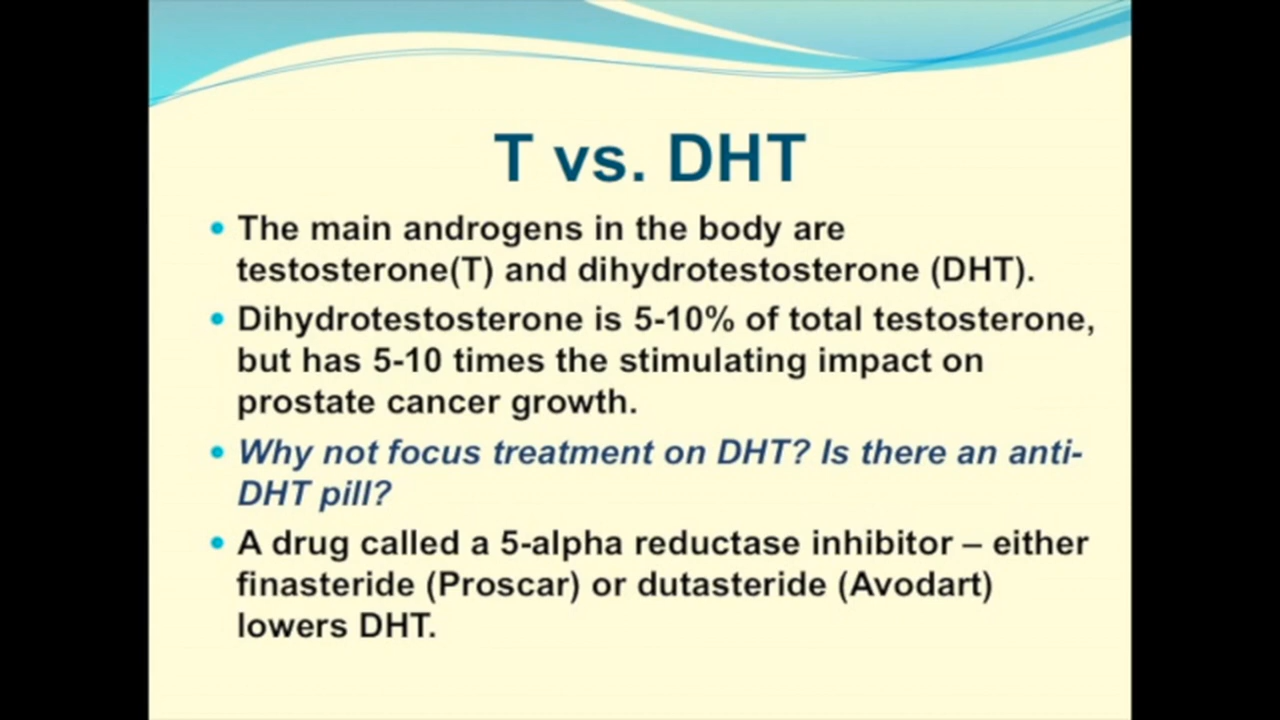 T vs. DHT
The main androgens in the body are
testosterone(T) and dihydrotestosterone (DHT).
Dihydrotestosterone is 5-10% of total testosterone,
but has 5-10 times the stimulating impact on
prostate cancer growth.
Why not focus treatment on DHT? Is there an anti-
DHT pill?
A drug called a 5-alpha reductase inhibitor – either
finasteride (Proscar) or dutasteride (Avodart)
lowers DHT.